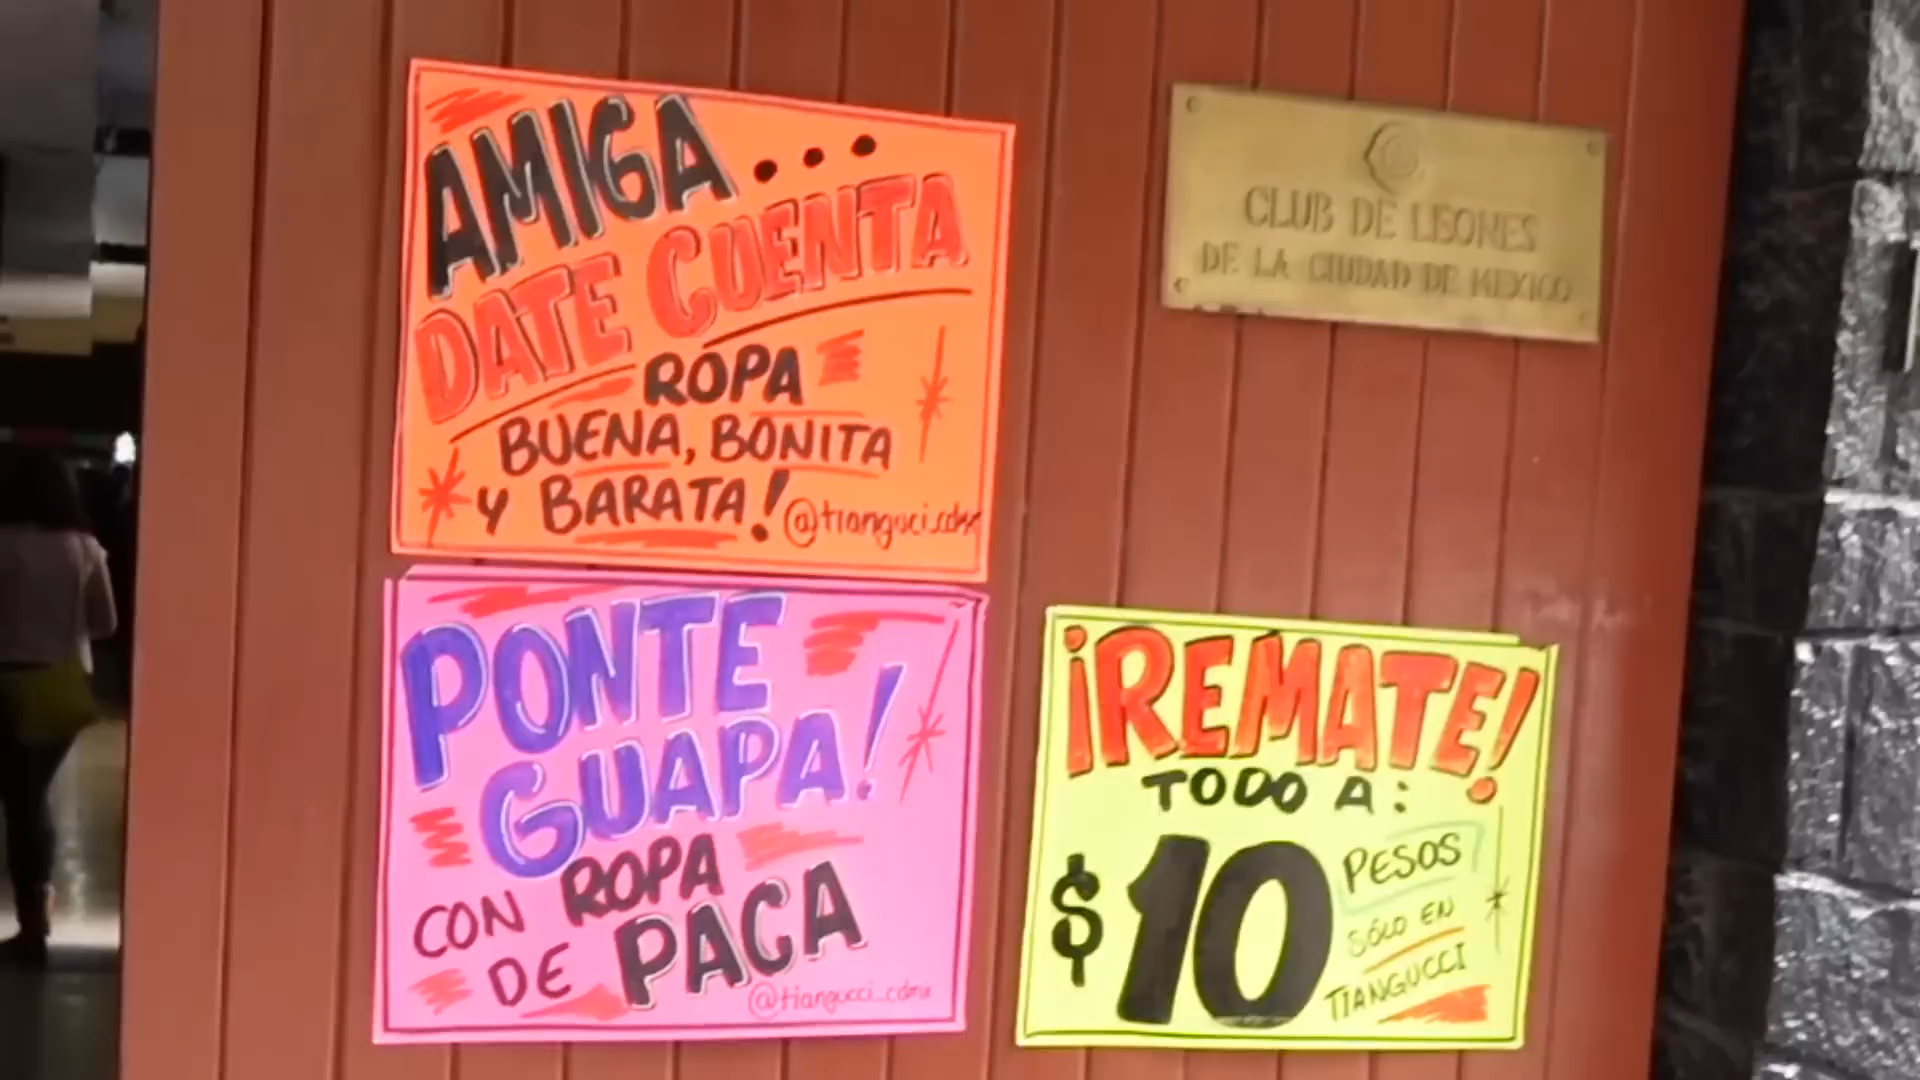 AMIGA...
DATE CUENTA
ROPA
BUENA, BONITA
Y BARATA!
@tiangucci_cdmx
CLUB DE LEONES
DE LA CIUDAD DE MEXICO
PONTE
GUAPA!
CON ROPA
DE PACA
@tiangucci_cdmx
¡REMATE!
TODO A:
$10 PESOS
SÓLO EN
TIANGUCCI